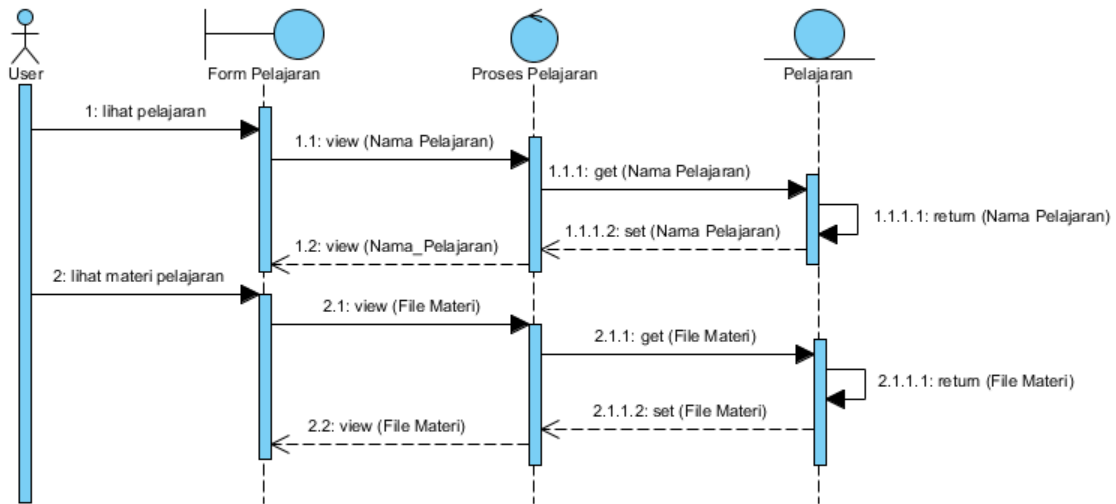 User
Form Pelajaran
Proses Pelajaran
Pelajaran
1: lihat pelajaran
1.1: view (Nama Pelajaran)
1.1.1: get (Nama Pelajaran)
1.1.1.1: return (Nama Pelajaran)
1.1.1.2: set (Nama Pelajaran)
1.2: view (Nama_Pelajaran)
2: lihat materi pelajaran
2.1: view (File Materi)
2.1.1: get (File Materi)
2.1.1.1: return (File Materi)
2.1.1.2: set (File Materi)
2.2: view (File Materi)